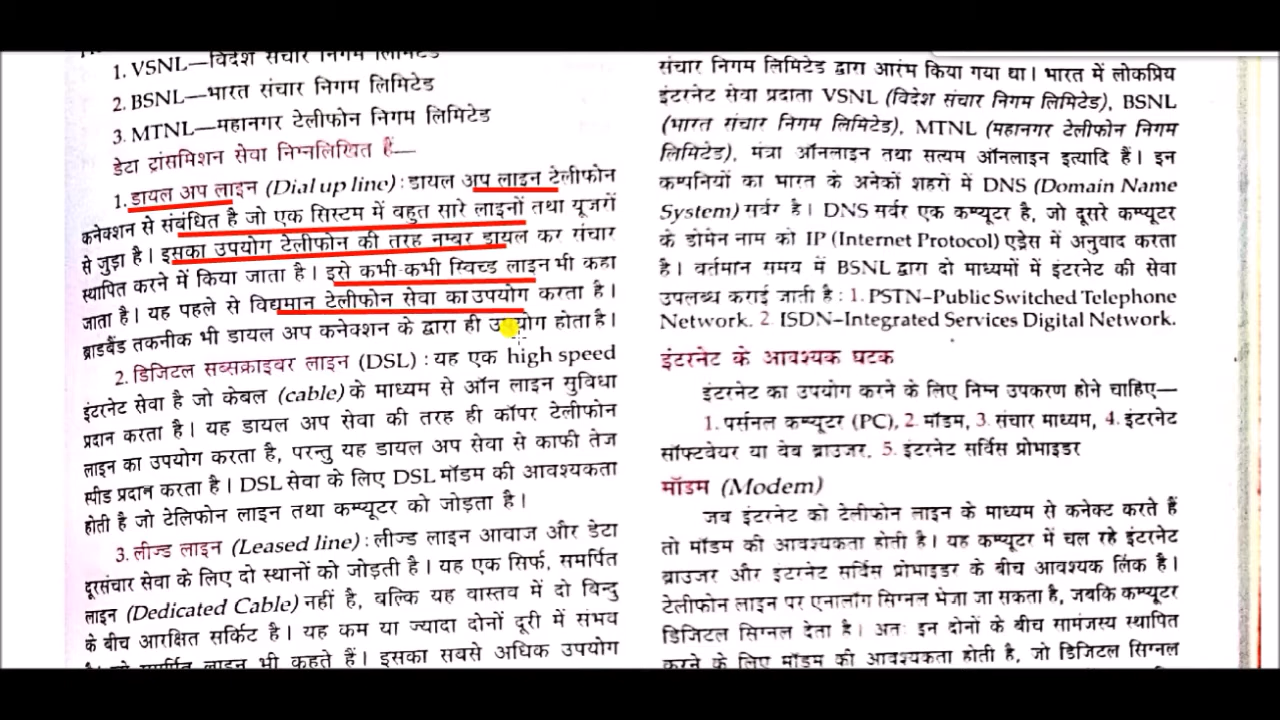 1. VSNL—विदेश संचार निगम लिमिटेड
2. BSNL—भारत संचार निगम लिमिटेड
3. MTNL—महानगर टेलीफोन निगम लिमिटेड
डेटा ट्रांसमिशन सेवा निम्नलिखित हैं—
1. डायल अप लाइन (Dial up line) : डायल अप लाइन टेलीफोन
कनेक्शन से संबंधित है जो एक सिस्टम में बहुत सारे लाइनों तथा यूजरों
से जुड़ा है। इसका उपयोग टेलीफोन की तरह नम्बर डायल कर संचार
स्थापित करने में किया जाता है। इसे कभी-कभी स्विच्ड लाइन भी कहा
जाता है। यह पहले से विद्यमान टेलीफोन सेवा का उपयोग करता है।
ब्राडबैंड तकनीक भी डायल अप कनेक्शन के द्वारा ही उपयोग होता है।
2. डिजिटल सब्सक्राइबर लाइन (DSL) : यह एक high speed
इंटरनेट सेवा है जो केबल (cable) के माध्यम से ऑन लाइन सुविधा
प्रदान करता है। यह डायल अप सेवा की तरह ही कॉपर टेलीफोन
लाइन का उपयोग करता है, परन्तु यह डायल अप सेवा से काफी तेज
स्पीड प्रदान करता है। DSL सेवा के लिए DSL मॉडम की आवश्यकता
होती है जो टेलिफोन लाइन तथा कम्प्यूटर को जोड़ता है।
3. लीज्ड लाइन (Leased line) : लीज्ड लाइन आवाज और डेटा
दूरसंचार सेवा के लिए दो स्थानों को जोड़ती है। यह एक सिर्फ, समर्पित
लाइन (Dedicated Cable) नहीं है, बल्कि यह वास्तव में दो बिन्दु
के बीच आरक्षित सर्किट है। यह कम या ज्यादा दोनों दूरी में संभव
समर्पित लाइन भी कहते हैं। इसका सबसे अधिक उपयोग
संचार निगम लिमिटेड द्वारा आरंभ किया गया था। भारत में लोकप्रिय
इंटरनेट सेवा प्रदाता VSNL (विदेश संचार निगम लिमिटेड), BSNL
(भारत संचार निगम लिमिटेड), MTNL (महानगर टेलीफोन निगम
लिमिटेड), मंत्रा ऑनलाइन तथा सत्यम ऑनलाइन इत्यादि हैं। इन
कम्पनियों का भारत के अनेकों शहरों में DNS (Domain Name
System) सर्वर है। DNS सर्वर एक कम्प्यूटर है, जो दूसरे कम्प्यूटर
के डोमेन नाम को IP (Internet Protocol) एड्रेस में अनुवाद करता
है। वर्तमान समय में BSNL द्वारा दो माध्यमों में इंटरनेट की सेवा
उपलब्ध कराई जाती है : 1. PSTN–Public Switched Telephone
Network. 2. ISDN–Integrated Services Digital Network.
इंटरनेट के आवश्यक घटक
इंटरनेट का उपयोग करने के लिए निम्न उपकरण होने चाहिए—
1. पर्सनल कम्प्यूटर (PC), 2. मॉडम, 3. संचार माध्यम, 4. इंटरनेट
सॉफ्टवेयर या वेब ब्राउजर, 5. इंटरनेट सर्विस प्रोभाइडर
मॉडम (Modem)
जब इंटरनेट को टेलीफोन लाइन के माध्यम से कनेक्ट करते हैं
तो मॉडम की आवश्यकता होती है। यह कम्प्यूटर में चल रहे इंटरनेट
ब्राउजर और इंटरनेट सर्विस प्रोभाइडर के बीच आवश्यक लिंक है।
टेलीफोन लाइन पर एनालॉग सिग्नल भेजा जा सकता है, जबकि कम्प्यूटर
डिजिटल सिग्नल देता है। अतः इन दोनों के बीच सामंजस्य स्थापित
करने के लिए मॉडम की आवश्यकता होती है, जो डिजिटल सिग्नल